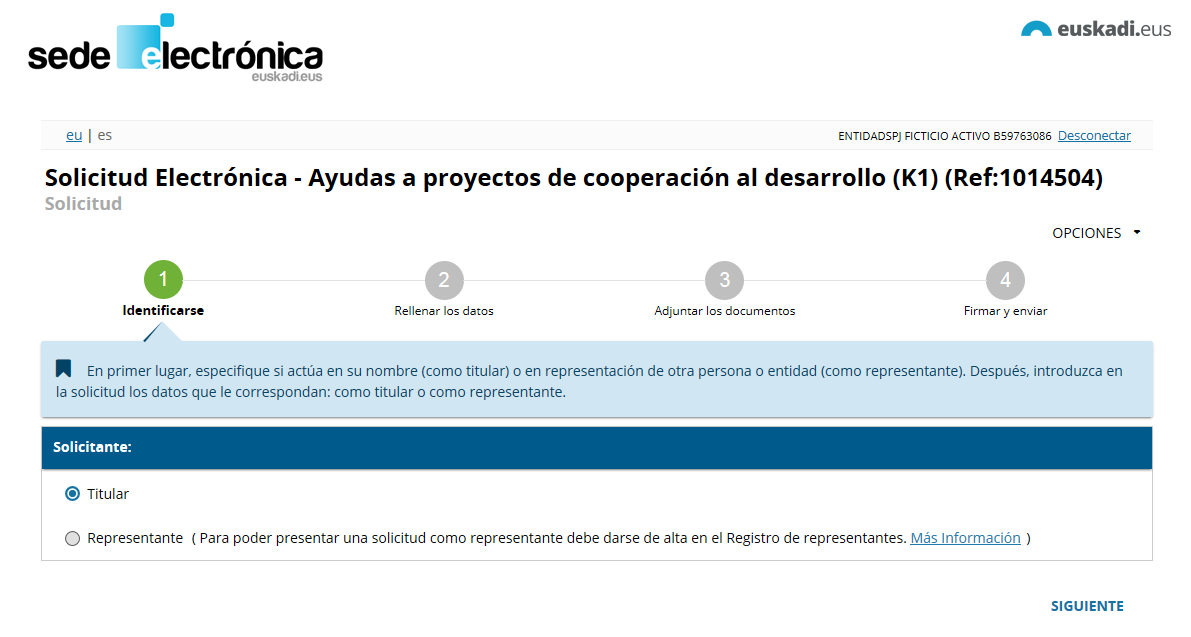 sede electrónica
euskadi.eus
euskadi.eus
eu | es
ENTIDADSPJ FICTICIO ACTIVO B59763086 Desconectar
Solicitud Electrónica - Ayudas a proyectos de cooperación al desarrollo (K1) (Ref:1014504)
Solicitud
OPCIONES
1 2 3 4
Identificarse Rellenar los datos Adjuntar los documentos Firmar y enviar
En primer lugar, especifique si actúa en su nombre (como titular) o en representación de otra persona o entidad (como representante). Después, introduzca en
la solicitud los datos que le correspondan: como titular o como representante.
Solicitante:
Titular
Representante ( Para poder presentar una solicitud como representante debe darse de alta en el Registro de representantes. Más Información )
SIGUIENTE